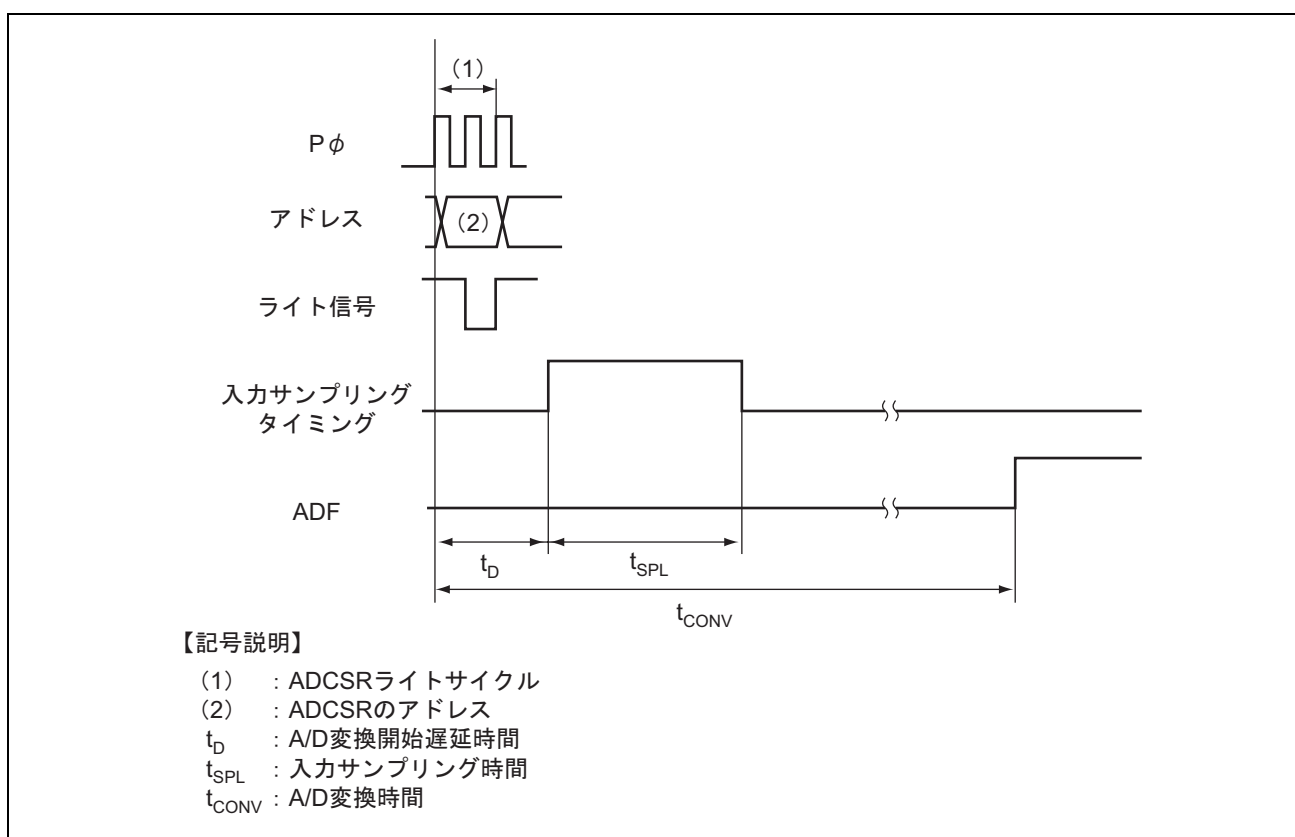 (1)
Pφ
アドレス
(2)
ライト信号
入力サンプリング
タイミング
ADF
tD
tSPL
tCONV
【記号説明】
(1) : ADCSRライトサイクル
(2) : ADCSRのアドレス
tD : A/D変換開始遅延時間
tSPL : 入力サンプリング時間
tCONV : A/D変換時間